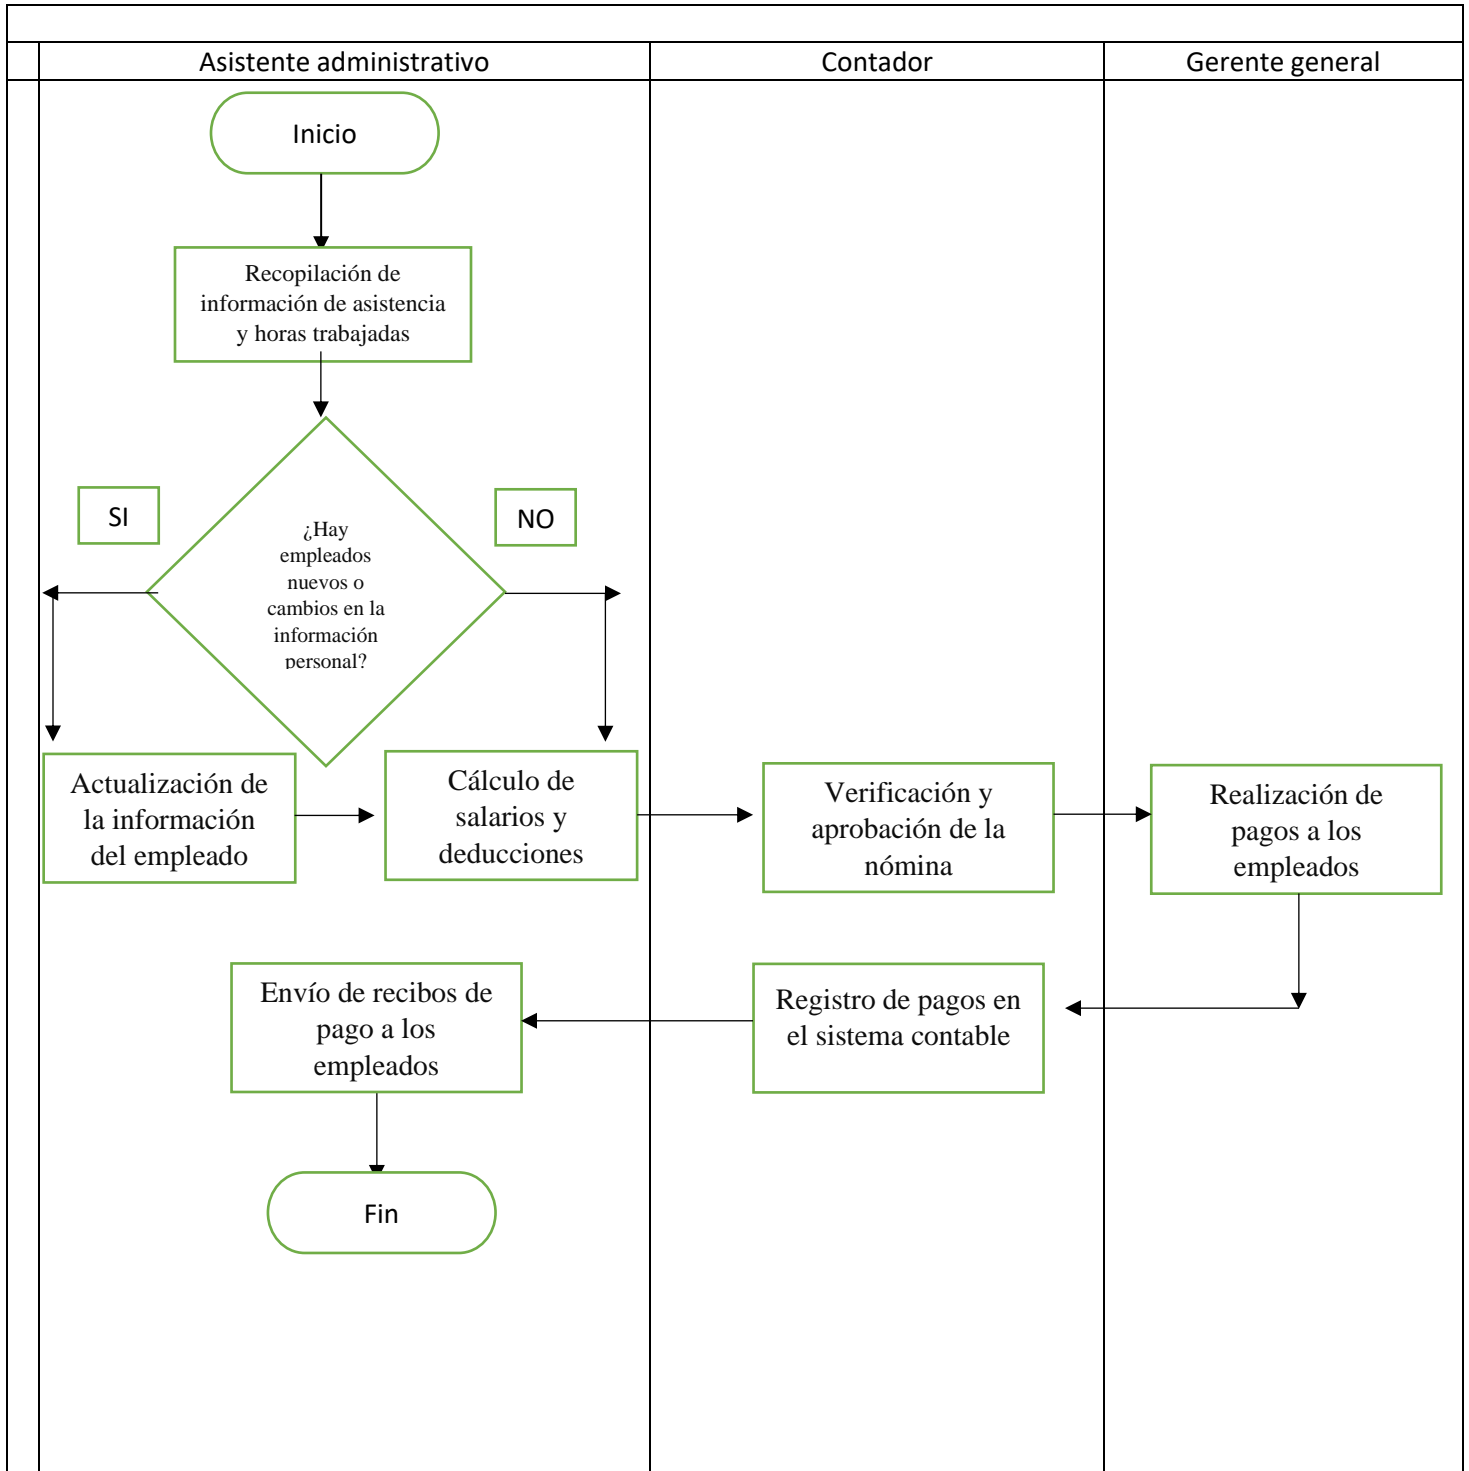 Asistente administrativo
Contador
Gerente general
Inicio
Recopilación de
información de asistencia
y horas trabajadas
SI
NO
¿Hay
empleados
nuevos o
cambios en la
información
personal?
Actualización de
la información
del empleado
Cálculo de
salarios y
deducciones
Verificación y
aprobación de la
nómina
Realización de
pagos a los
empleados
Envío de recibos de
pago a los
empleados
Registro de pagos en
el sistema contable
Fin